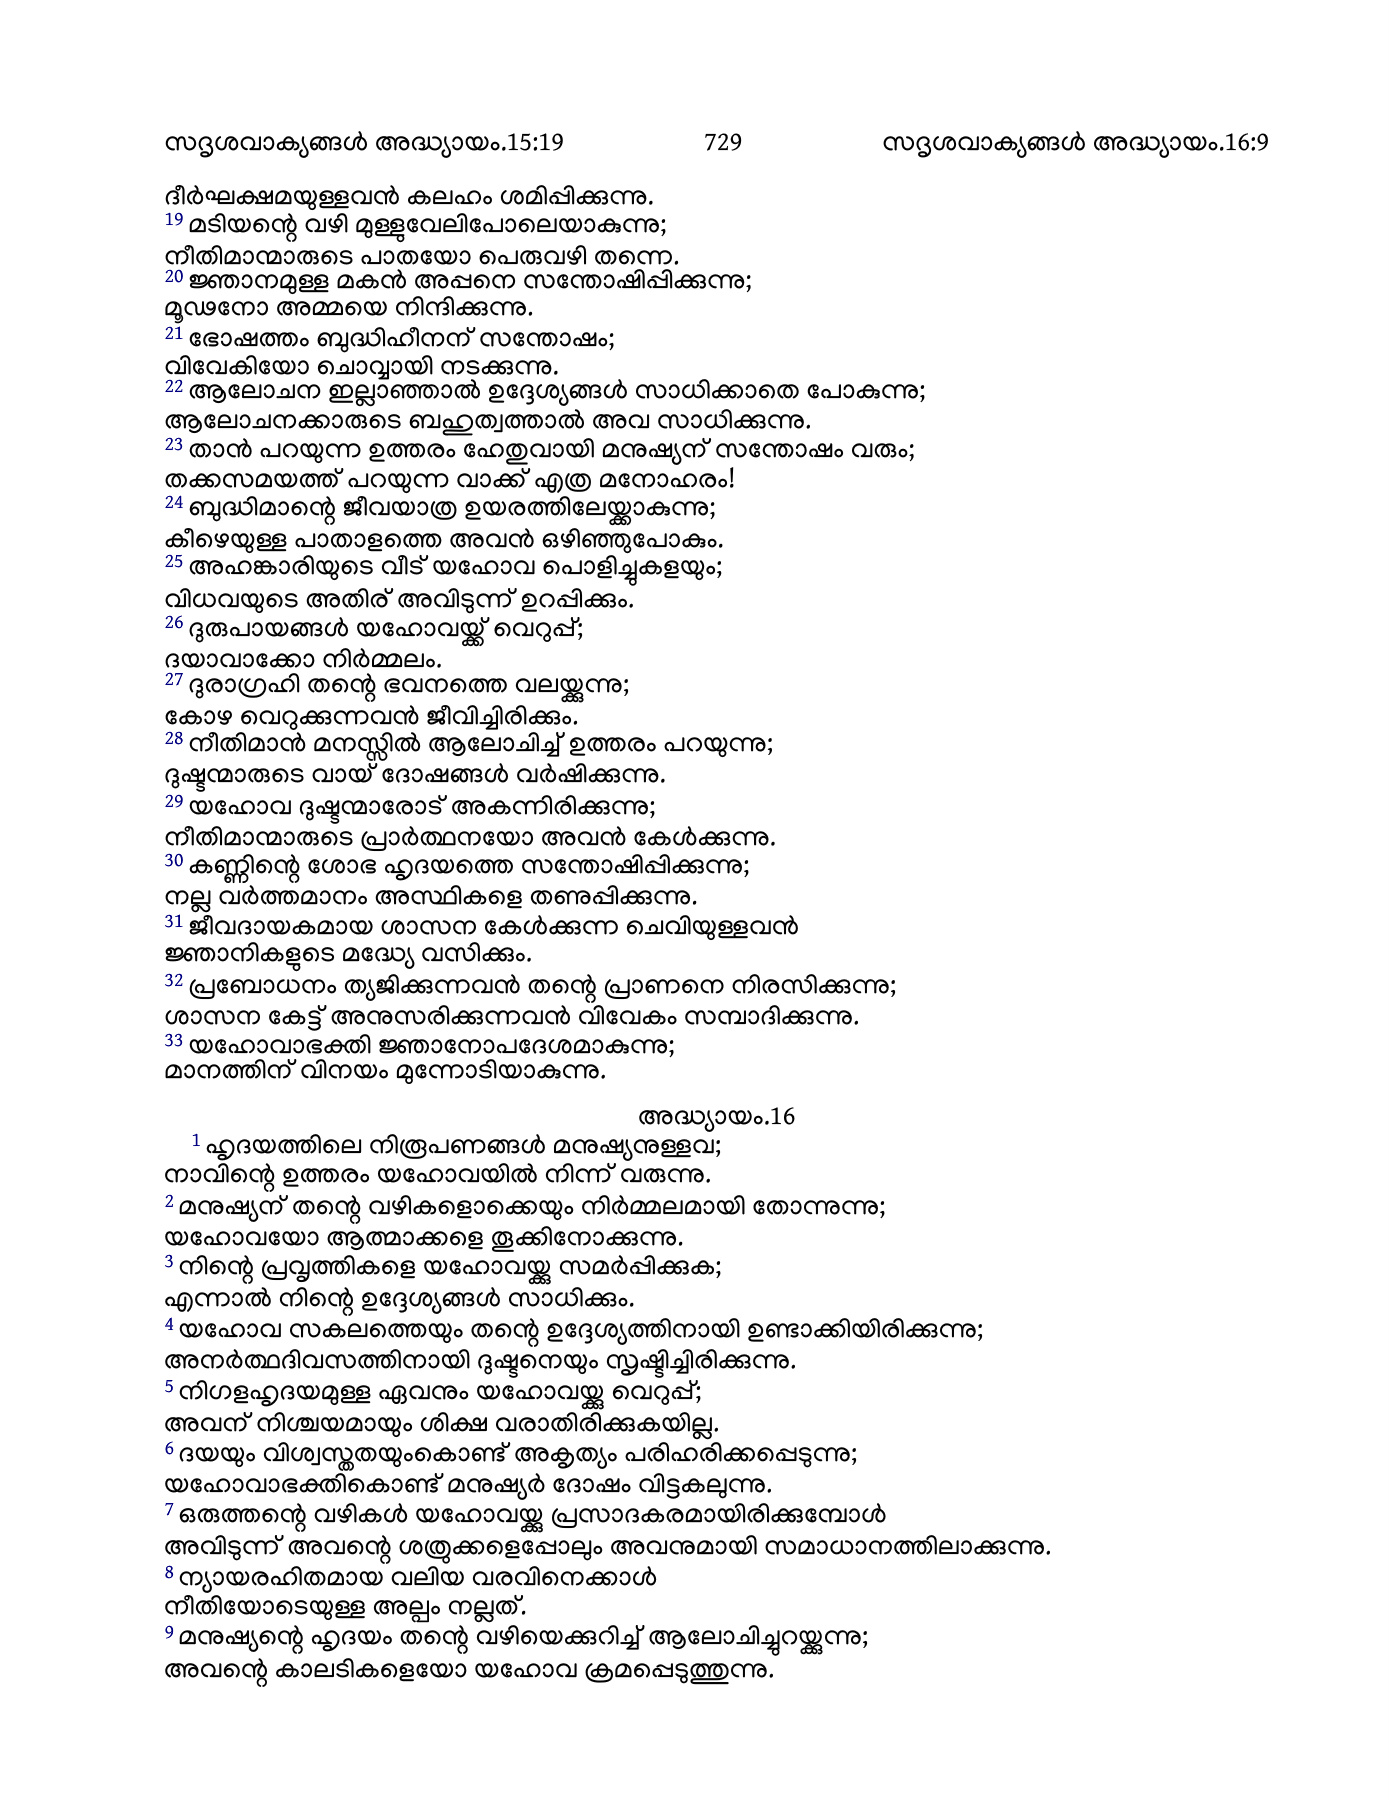 സദൃശവാക്യങ്ങൾ അദ്ധ്യായം.15:19 729 സദൃശവാക്യങ്ങൾ അദ്ധ്യായം.16:9
ദീർഘക്ഷമയുള്ളവൻ കലഹം ശമിപ്പിക്കുന്നു.
19 മടിയന്റെ വഴി മുള്ളുവേലിപോലെയാകുന്നു;
നീതിമാന്മാരുടെ പാതയോ പെരുവഴി തന്നെ.
20 ജ്ഞാനമുള്ള മകൻ അപ്പനെ സന്തോഷിപ്പിക്കുന്നു;
മൂഢനോ അമ്മയെ നിന്ദിക്കുന്നു.
21 ഭോഷത്തം ബുദ്ധിഹീനന് സന്തോഷം;
വിവേകിയോ ചൊവ്വായി നടക്കുന്നു.
22 ആലോചന ഇല്ലാഞ്ഞാൽ ഉദ്ദേശ്യങ്ങൾ സാധിക്കാതെ പോകുന്നു;
ആലോചനക്കാരുടെ ബഹുത്വത്താൽ അവ സാധിക്കുന്നു.
23 താൻ പറയുന്ന ഉത്തരം ഹേതുവായി മനുഷ്യന് സന്തോഷം വരും;
തക്കസമയത്ത് പറയുന്ന വാക്ക് എത്ര മനോഹരം!
24 ബുദ്ധിമാന്റെ ജീവയാത്ര ഉയരത്തിലേയ്ക്കാകുന്നു;
കീഴെയുള്ള പാതാളത്തെ അവൻ ഒഴിഞ്ഞുപോകും.
25 അഹങ്കാരിയുടെ വീട് യഹോവ പൊളിച്ചുകളയും;
വിധവയുടെ അതിര് അവിടുന്ന് ഉറപ്പിക്കും.
26 ദുരുപായങ്ങൾ യഹോവയ്ക്ക് വെറുപ്പ്;
ദയാവാക്കോ നിർമ്മലം.
27 ദുരാഗ്രഹി തന്റെ ഭവനത്തെ വലയ്ക്കുന്നു;
കോഴ വെറുക്കുന്നവൻ ജീവിച്ചിരിക്കും.
28 നീതിമാൻ മനസ്സിൽ ആലോചിച്ച് ഉത്തരം പറയുന്നു;
ദുഷ്ടന്മാരുടെ വായ് ദോഷങ്ങൾ വർഷിക്കുന്നു.
29 യഹോവ ദുഷ്ടന്മാരോട് അകന്നിരിക്കുന്നു;
നീതിമാന്മാരുടെ പ്രാർത്ഥനയോ അവൻ കേൾക്കുന്നു.
30 കണ്ണിന്റെ ശോഭ ഹൃദയത്തെ സന്തോഷിപ്പിക്കുന്നു;
നല്ല വർത്തമാനം അസ്ഥികളെ തണുപ്പിക്കുന്നു.
31 ജീവദായകമായ ശാസന കേൾക്കുന്ന ചെവിയുള്ളവൻ
ജ്ഞാനികളുടെ മദ്ധ്യേ വസിക്കും.
32 പ്രബോധനം ത്യജിക്കുന്നവൻ തന്റെ പ്രാണനെ നിരസിക്കുന്നു;
ശാസന കേട്ട് അനുസരിക്കുന്നവൻ വിവേകം സമ്പാദിക്കുന്നു.
33 യഹോവാഭക്തി ജ്ഞാനോപദേശമാകുന്നു;
മാനത്തിന് വിനയം മുന്നോടിയാകുന്നു.
അദ്ധ്യായം.16
1 ഹൃദയത്തിലെ നിരൂപണങ്ങൾ മനുഷ്യനുള്ളവ;
നാവിന്റെ ഉത്തരം യഹോവയിൽ നിന്ന് വരുന്നു.
2 മനുഷ്യന് തന്റെ വഴികളൊക്കെയും നിർമ്മലമായി തോന്നുന്നു;
യഹോവയോ ആത്മാക്കളെ തൂക്കിനോക്കുന്നു.
3 നിന്റെ പ്രവൃത്തികളെ യഹോവയ്ക്കു സമർപ്പിക്കുക;
എന്നാൽ നിന്റെ ഉദ്ദേശ്യങ്ങൾ സാധിക്കും.
4 യഹോവ സകലത്തെയും തന്റെ ഉദ്ദേശ്യത്തിനായി ഉണ്ടാക്കിയിരിക്കുന്നു;
അനർത്ഥദിവസത്തിനായി ദുഷ്ടനെയും സൃഷ്ടിച്ചിരിക്കുന്നു.
5 നിഗളഹൃദയമുള്ള ഏവനും യഹോവയ്ക്കു വെറുപ്പ്;
അവന് നിശ്ചയമായും ശിക്ഷ വരാതിരിക്കുകയില്ല.
6 ദയയും വിശ്വസ്തതയുംകൊണ്ട് അകൃത്യം പരിഹരിക്കപ്പെടുന്നു;
യഹോവാഭക്തികൊണ്ട് മനുഷ്യർ ദോഷം വിട്ടകലുന്നു.
7 ഒരുത്തന്റെ വഴികൾ യഹോവയ്ക്കു പ്രസാദകരമായിരിക്കുമ്പോൾ
അവിടുന്ന് അവന്റെ ശത്രുക്കളെപ്പോലും അവനുമായി സമാധാനത്തിലാക്കുന്നു.
8 ന്യായരഹിതമായ വലിയ വരവിനെക്കാൾ
നീതിയോടെയുള്ള അല്പം നല്ലത്.
9 മനുഷ്യന്റെ ഹൃദയം തന്റെ വഴിയെക്കുറിച്ച് ആലോചിച്ചുറയ്ക്കുന്നു;
അവന്റെ കാലടികളെയോ യഹോവ ക്രമപ്പെടുത്തുന്നു.